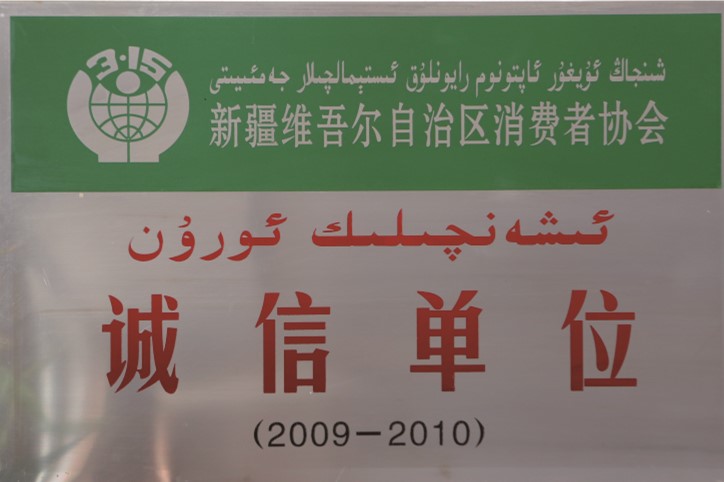 3·15
شىنجاڭ ئۇيغۇر ئاپتونوم رايونلۇق ئىستېمالچىلار جەمئىيىتى
新疆维吾尔自治区消费者协会
ئىشەنچىلىك ئورۇن
诚信单位
(2009－2010)